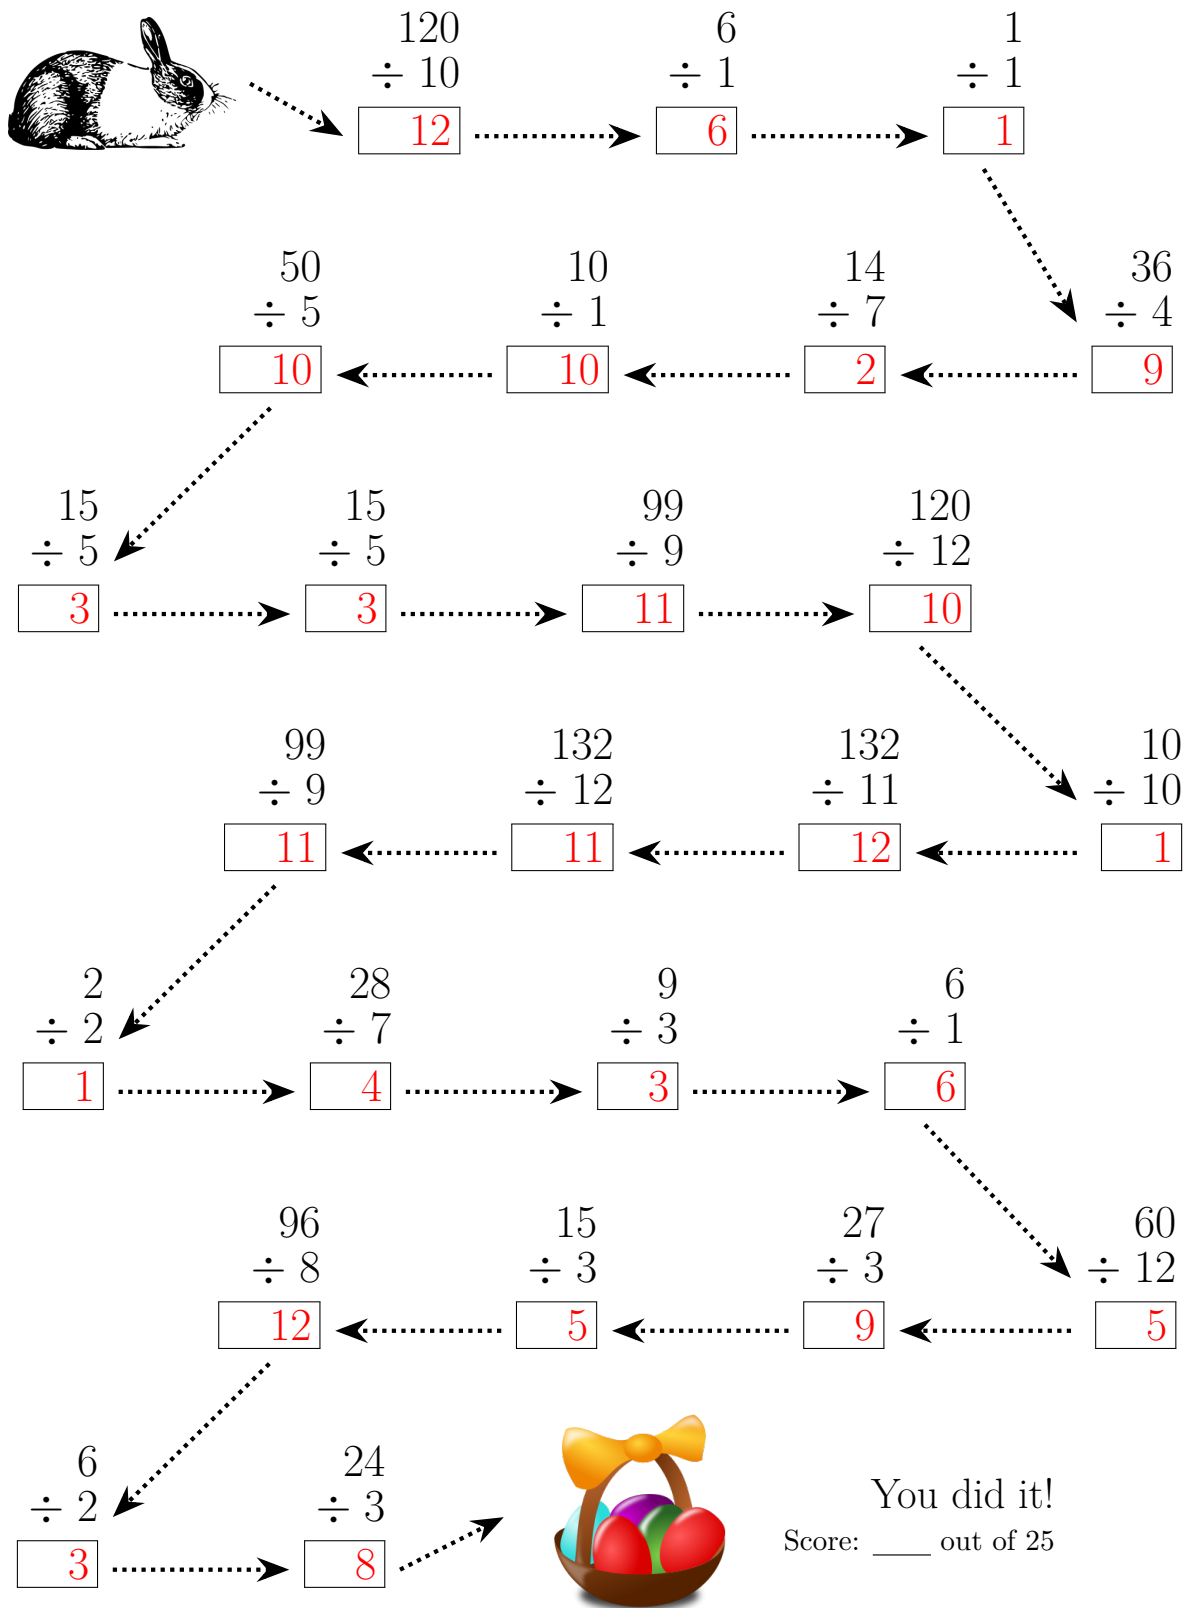 120 6 1
÷ 10 ÷ 1 ÷ 1
12 6 1
50 10 14 36
÷ 5 ÷ 1 ÷ 7 ÷ 4
10 10 2 9
15 15 99 120
÷ 5 ÷ 5 ÷ 9 ÷ 12
3 3 11 10
99 132 132 10
÷ 9 ÷ 12 ÷ 11 ÷ 10
11 11 12 1
2 28 9 6
÷ 2 ÷ 7 ÷ 3 ÷ 1
1 4 3 6
96 15 27 60
÷ 8 ÷ 3 ÷ 3 ÷ 12
12 5 9 5
6 24
÷ 2 ÷ 3
3 8
You did it!
Score: ____ out of 25